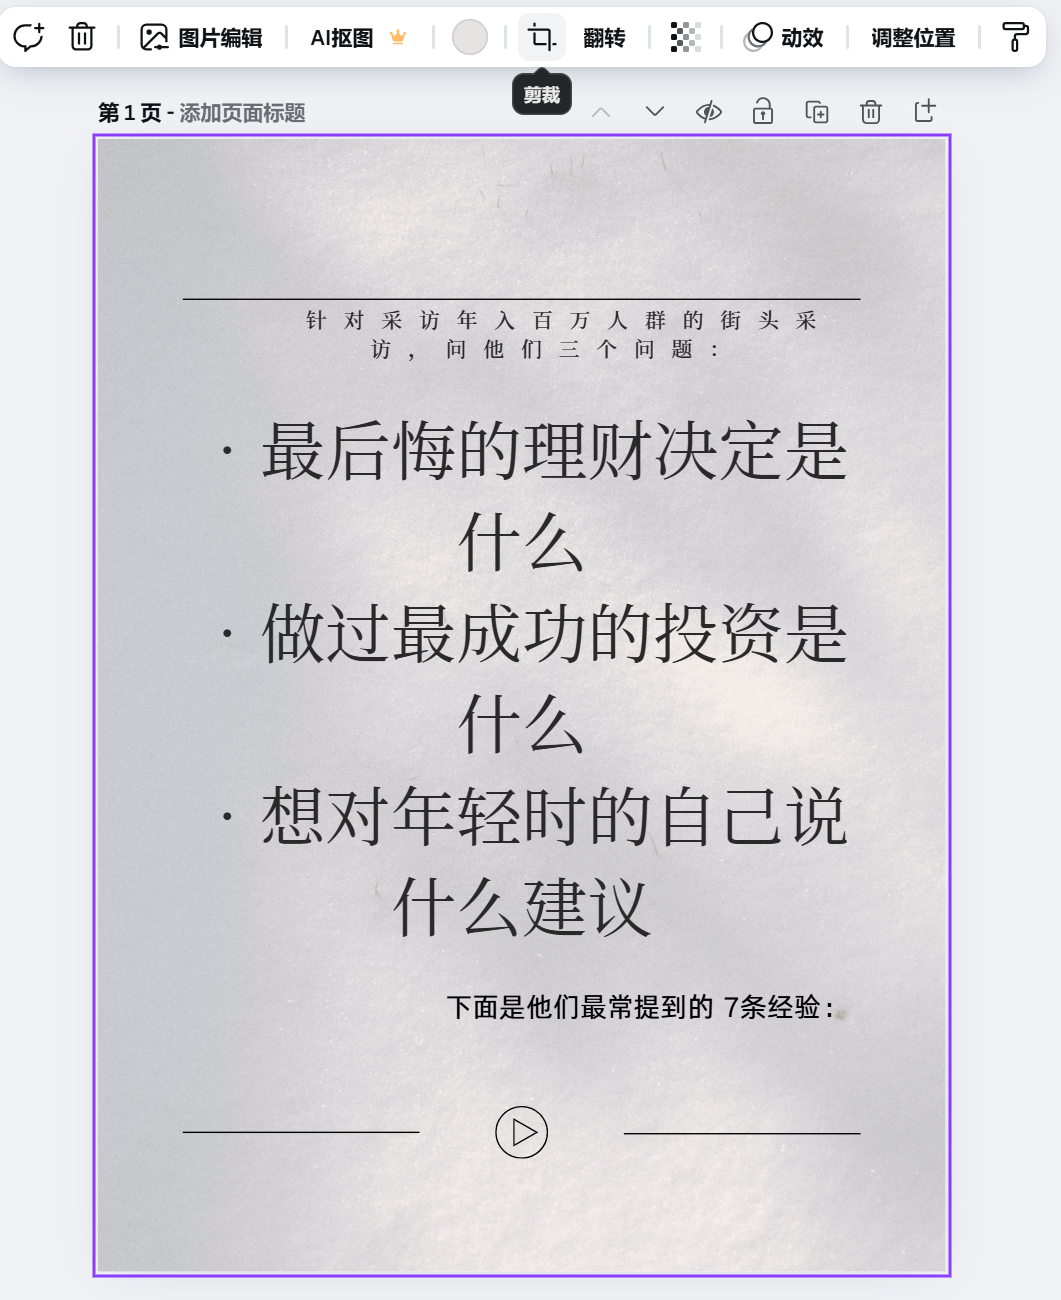 图片编辑 AI抠图 翻转 动效 调整位置
剪裁
第 1 页 - 添加页面标题
针对采访年入百万人群的街头采
访，问他们三个问题：
· 最后悔的理财决定是
什么
· 做过最成功的投资是
什么
· 想对年轻时的自己说
什么建议
下面是他们最常提到的 7条经验：